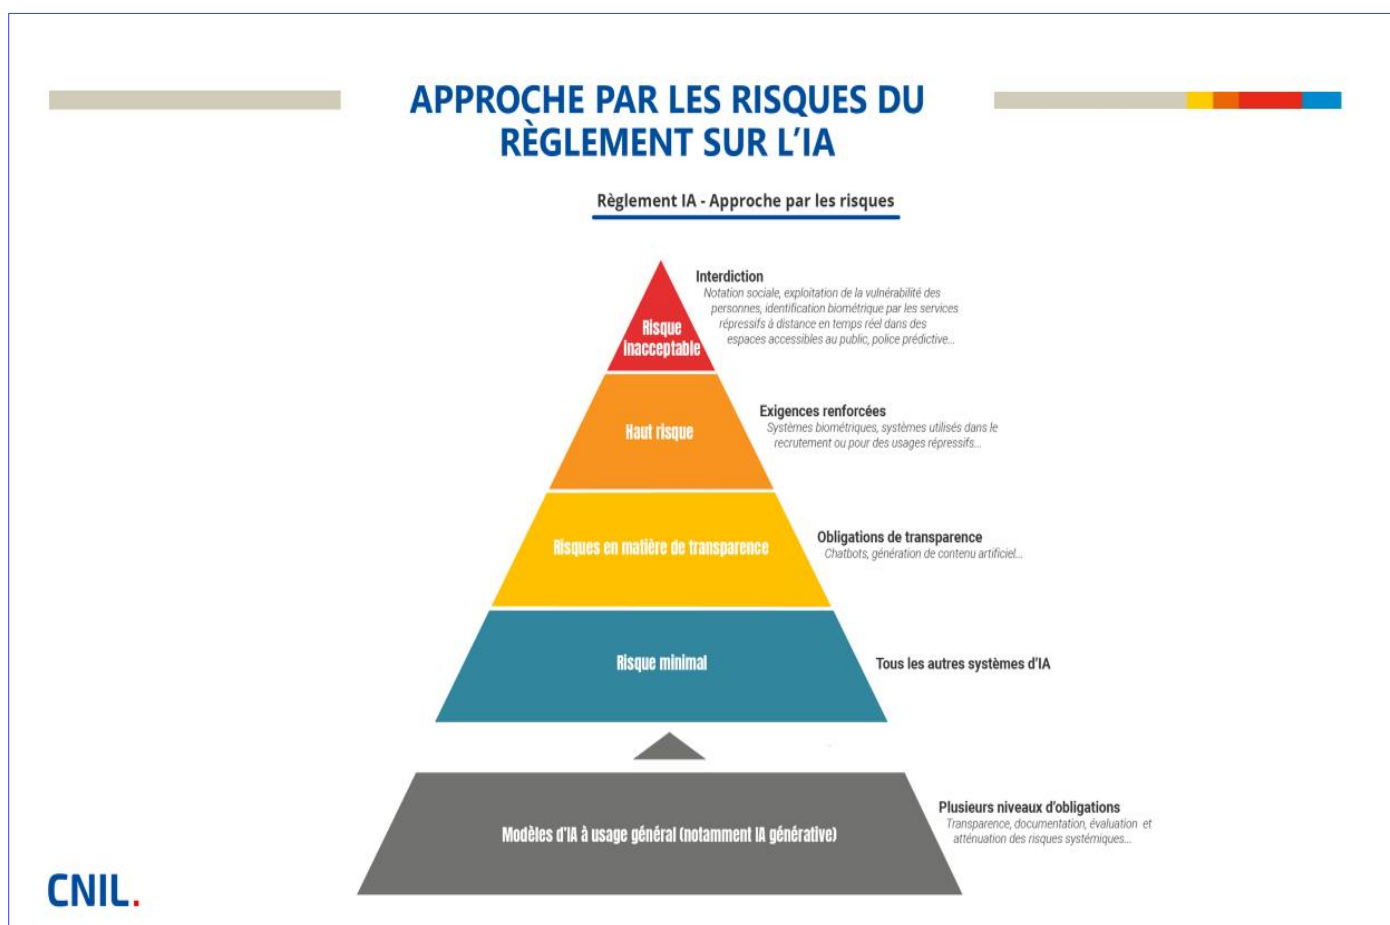 APPROCHE PAR LES RISQUES DU
RÈGLEMENT SUR L'IA
Règlement IA - Approche par les risques
Risque
Inacceptable
Interdiction
Notation sociale, exploitation de la vulnérabilité des
personnes, identification biométrique par les services
répressifs à distance en temps réel dans des
espaces accessibles au public, police prédictive...
Haut risque
Exigences renforcées
Systèmes biométriques, systèmes utilisés dans le
recrutement ou pour des usages répressifs...
Risques en matière de transparence
Obligations de transparence
Chatbots, génération de contenu artificiel...
Risque minimal
Tous les autres systèmes d'IA
Modèles d'IA à usage général (notamment IA générative)
Plusieurs niveaux d'obligations
Transparence, documentation, évaluation et
atténuation des risques systémiques...
CNIL.